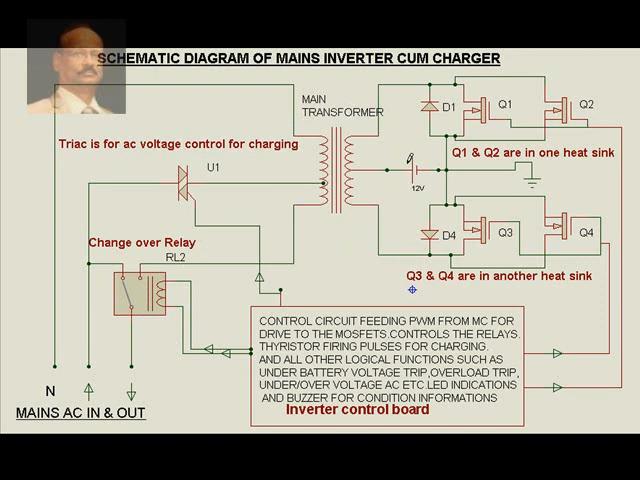 SCHEMATIC DIAGRAM OF MAINS INVERTER CUM CHARGER
MAIN
TRANSFORMER
D1
Q1
Q2
Triac is for ac voltage control for charging
Q1 & Q2 are in one heat sink
U1
12V
Change over Relay
RL2
D4
Q3
Q4
Q3 & Q4 are in another heat sink
CONTROL CIRCUIT FEEDING PWM FROM MC FOR
DRIVE TO THE MOSFETS.CONTROLS THE RELAYS.
THYRISTOR FIRING PULSES FOR CHARGING.
AND ALL OTHER LOGICAL FUNCTIONS SUCH AS
UNDER BATTERY VOLTAGE TRIP,OVERLOAD TRIP,
UNDER/OVER VOLTAGE AC ETC.LED INDICATIONS
AND BUZZER FOR CONDITION INFORMATIONS
Inverter control board
N
MAINS AC IN & OUT